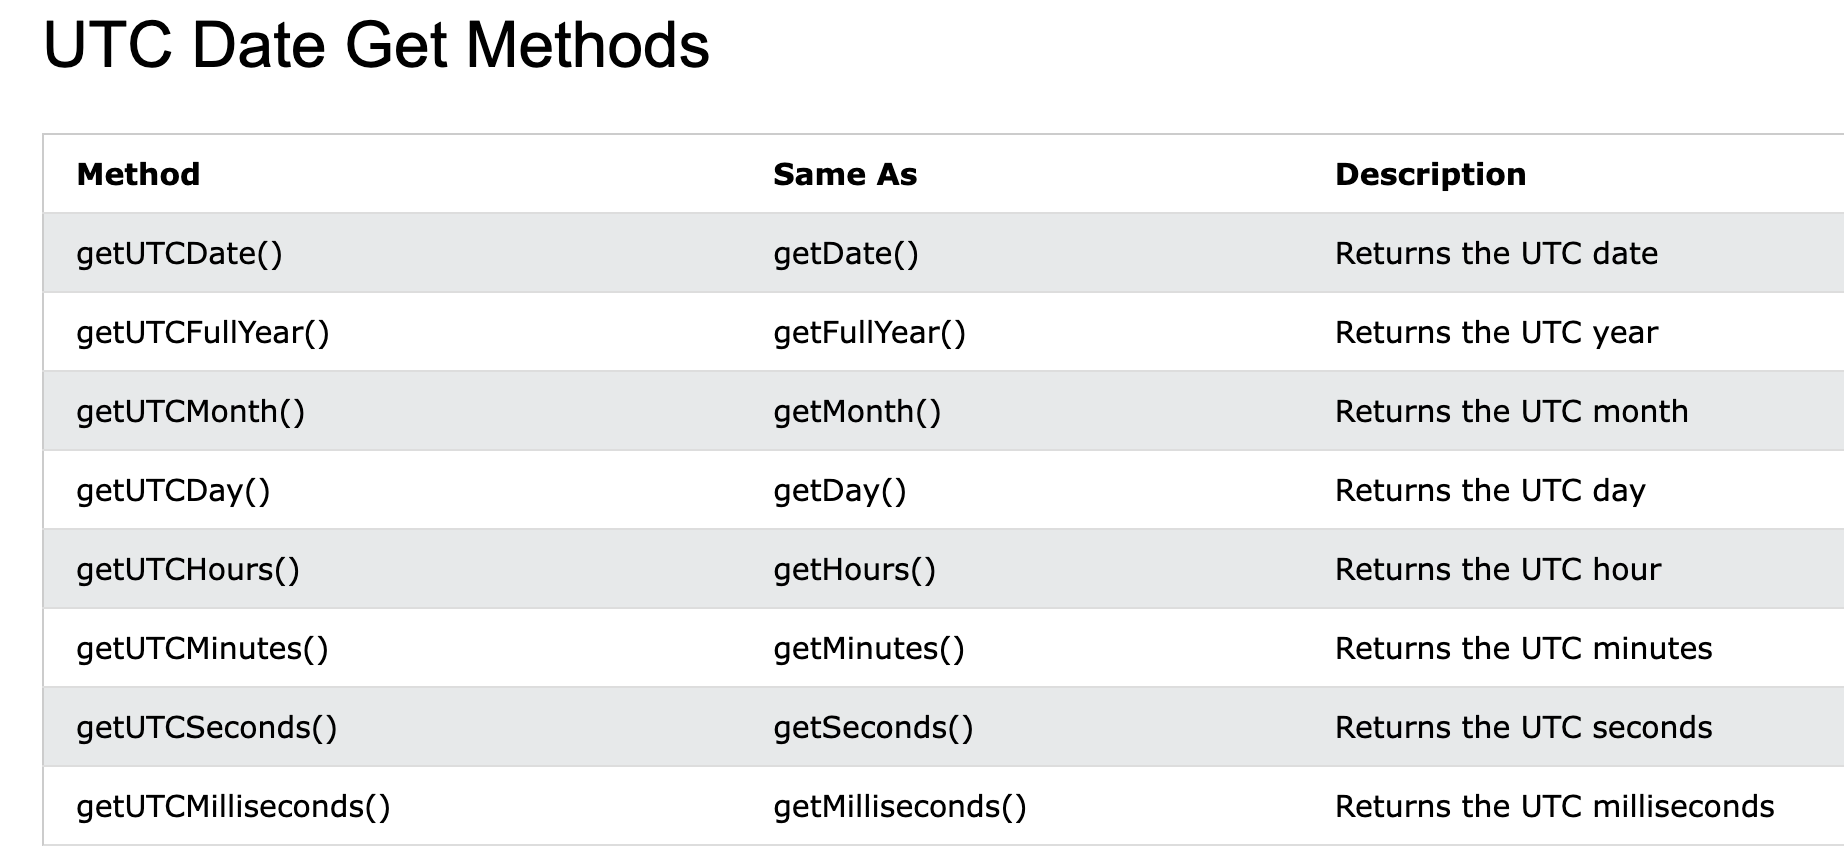 UTC Date Get Methods
Method Same As Description
getUTCDate() getDate() Returns the UTC date
getUTCFullYear() getFullYear() Returns the UTC year
getUTCMonth() getMonth() Returns the UTC month
getUTCDay() getDay() Returns the UTC day
getUTCHours() getHours() Returns the UTC hour
getUTCMinutes() getMinutes() Returns the UTC minutes
getUTCSeconds() getSeconds() Returns the UTC seconds
getUTCMilliseconds() getMilliseconds() Returns the UTC milliseconds